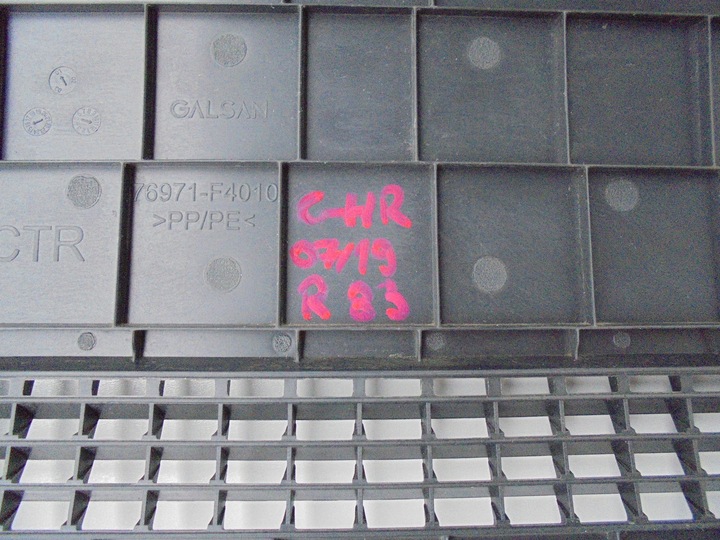 GALSAN
76971-F4010
>PP/PE<
CTR
C-HR
07/19
R 83